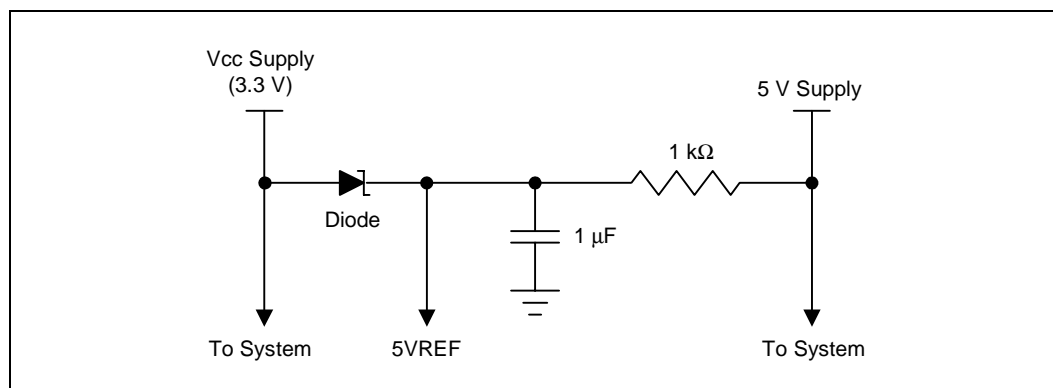 Vcc Supply
(3.3 V)
5 V Supply
1 kΩ
Diode
1 μF
To System
5VREF
To System